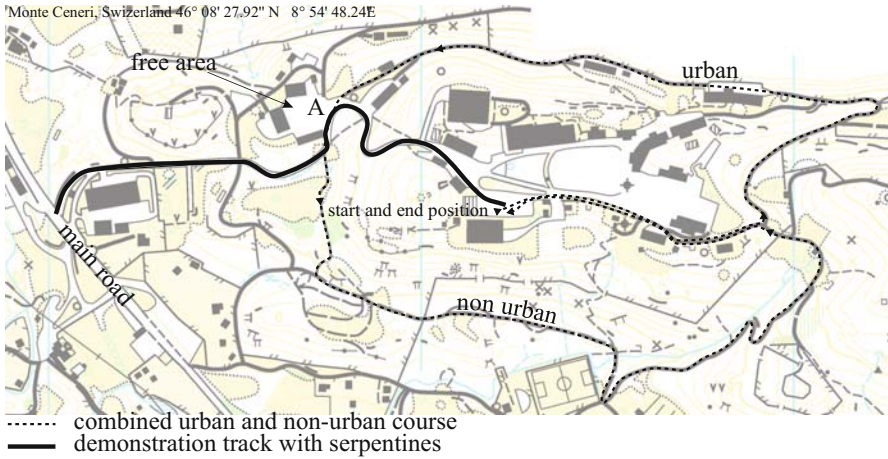 Monte Ceneri, Swizerland 46° 08' 27.92" N 8° 54' 48.24E
free area
urban
A
start and end position
main road
non urban
combined urban and non-urban course
demonstration track with serpentines